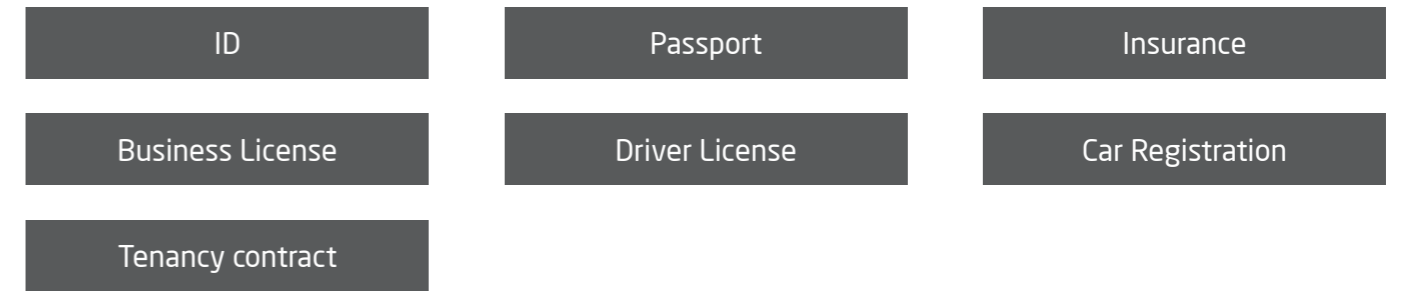 ID
Passport
Insurance
Business License
Driver License
Car Registration
Tenancy contract